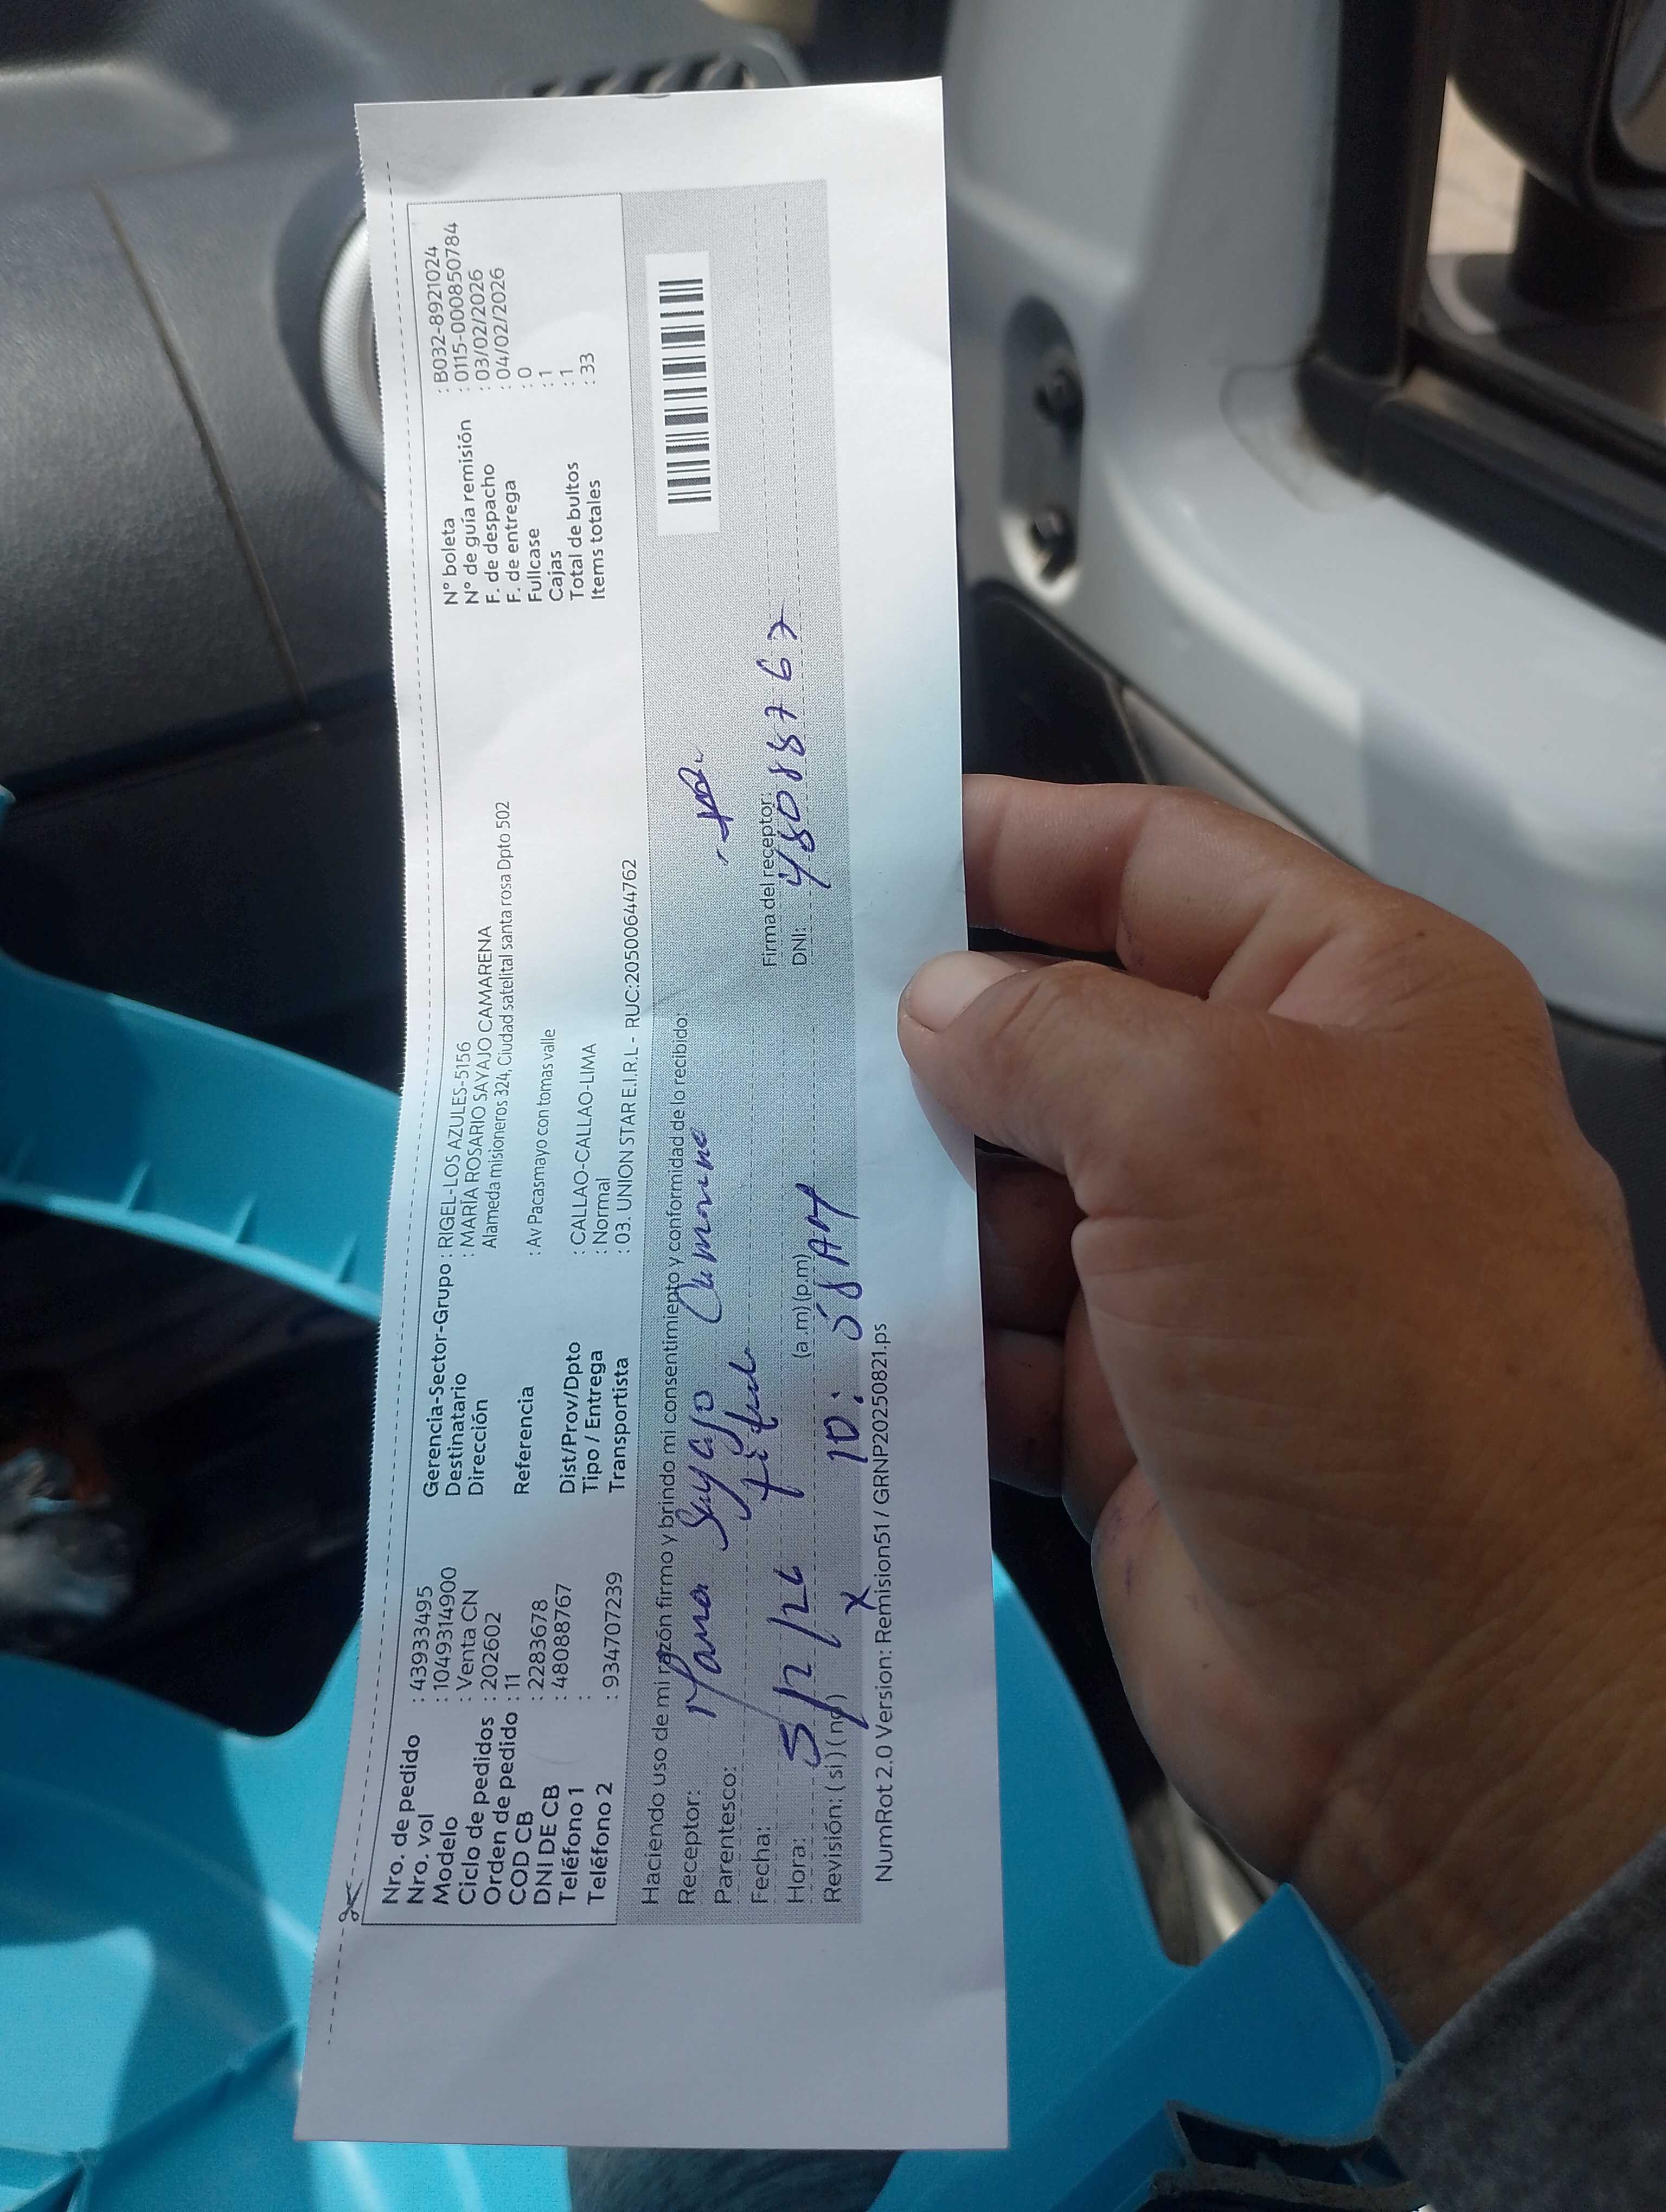 Nro. de pedido : 43933495
Nro. vol : 1049314900
Modelo : Venta CN
Ciclo de pedidos : 202602
Orden de pedido : 11
COD CB : 2283678
DNI DE CB : 48088767
Teléfono 1 :
Teléfono 2 : 934707239
Gerencia-Sector-Grupo : RIGEL-LOS AZULES-5156
Destinatario : MARÍA ROSARIO SAYAJO CAMARENA
Dirección Alameda misioneros 324, Ciudad satelital santa rosa Dpto 502
Referencia : Av Pacasmayo con tomas valle
Dist/Prov/Dpto : CALLAO-CALLAO-LIMA
Tipo / Entrega : Normal
Transportista : 03. UNION STAR E.I.R.L - RUC:20500644762
N° boleta : B032-8921024
N° de guía remisión : 0115-0008507​84
F. de despacho : 03/02/2026
F. de entrega : 04/02/2026
Fullcase : 0
Cajas : 1
Total de bultos : 1
Items totales : 33
Haciendo uso de mi razón firmo y brindo mi consentimiento y conformidad de lo recibido:
Receptor: Maria Sayajo Camarena
Parentesco:
Fecha: 5/2/26
Hora: 10: 58 AM (a .m) (p.m)
Revisión: ( si ) ( no ) X
Firma del receptor:
DNI: 48088767
NumRot 2.0 Version: Remision51 / GRNP20250821.ps